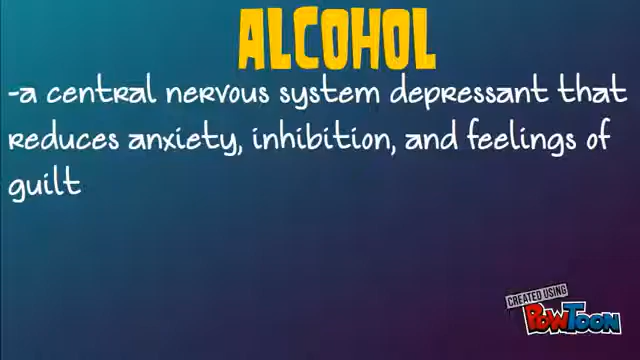 ALCOHOL
-a central nervous system depressant that
reduces anxiety, inhibition, and feelings of
guilt
CREATED USING
POWTOON